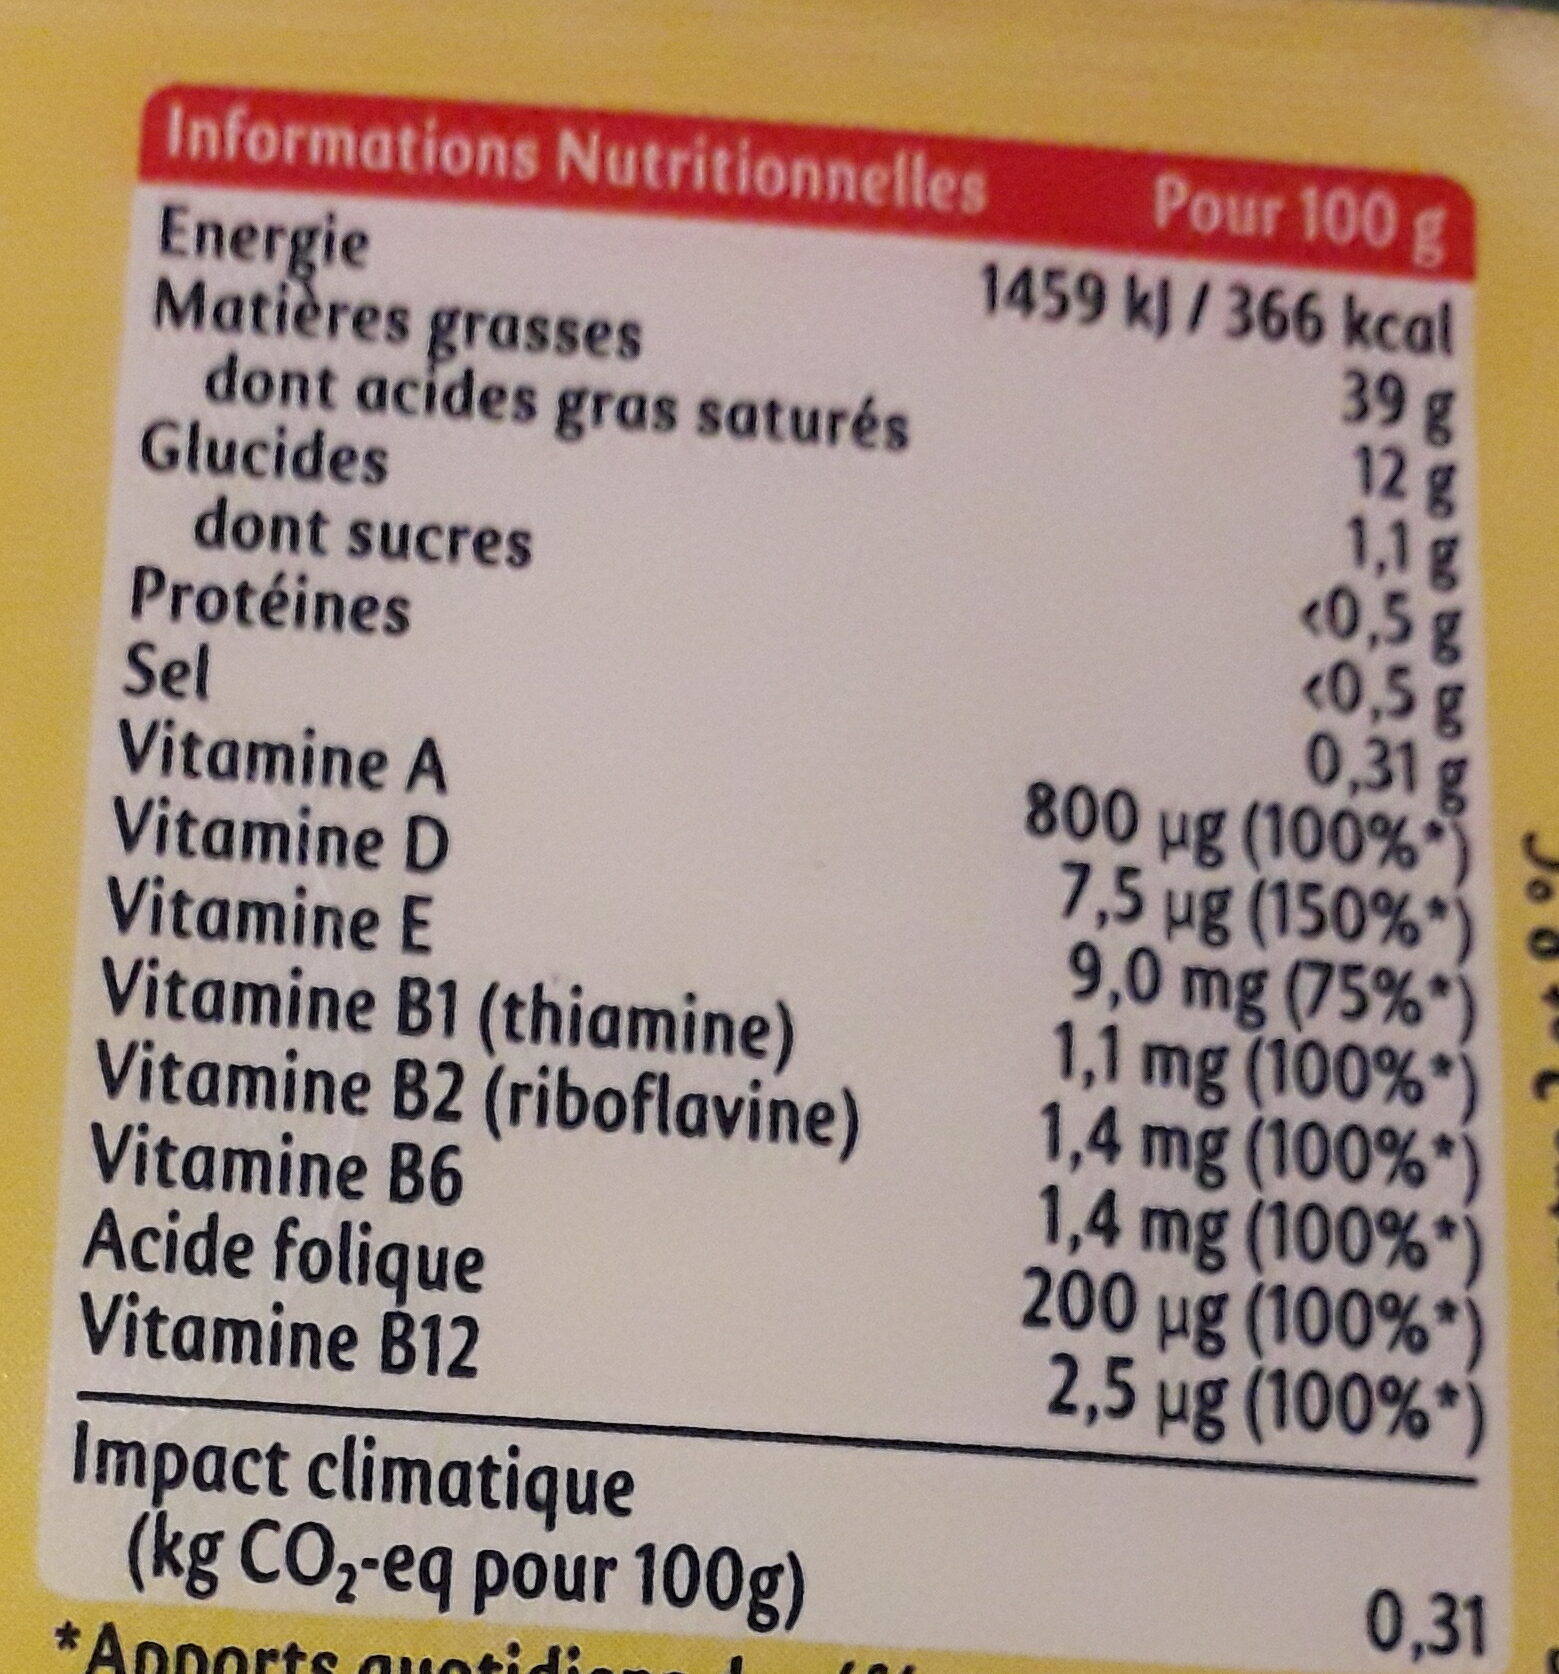 Informations Nutritionnelles Pour 100 g
Energie 1459 kJ / 366 kcal
Matières grasses 39 g
dont acides gras saturés 12 g
Glucides 1,1 g
dont sucres <0,5 g
Protéines <0,5 g
Sel 0,31 g
Vitamine A 800 µg (100%*)
Vitamine D 7,5 µg (150%*)
Vitamine E 9,0 mg (75%*)
Vitamine B1 (thiamine) 1,1 mg (100%*)
Vitamine B2 (riboflavine) 1,4 mg (100%*)
Vitamine B6 1,4 mg (100%*)
Acide folique 200 µg (100%*)
Vitamine B12 2,5 µg (100%*)
Impact climatique
(kg CO₂-eq pour 100g) 0,31
*Apports